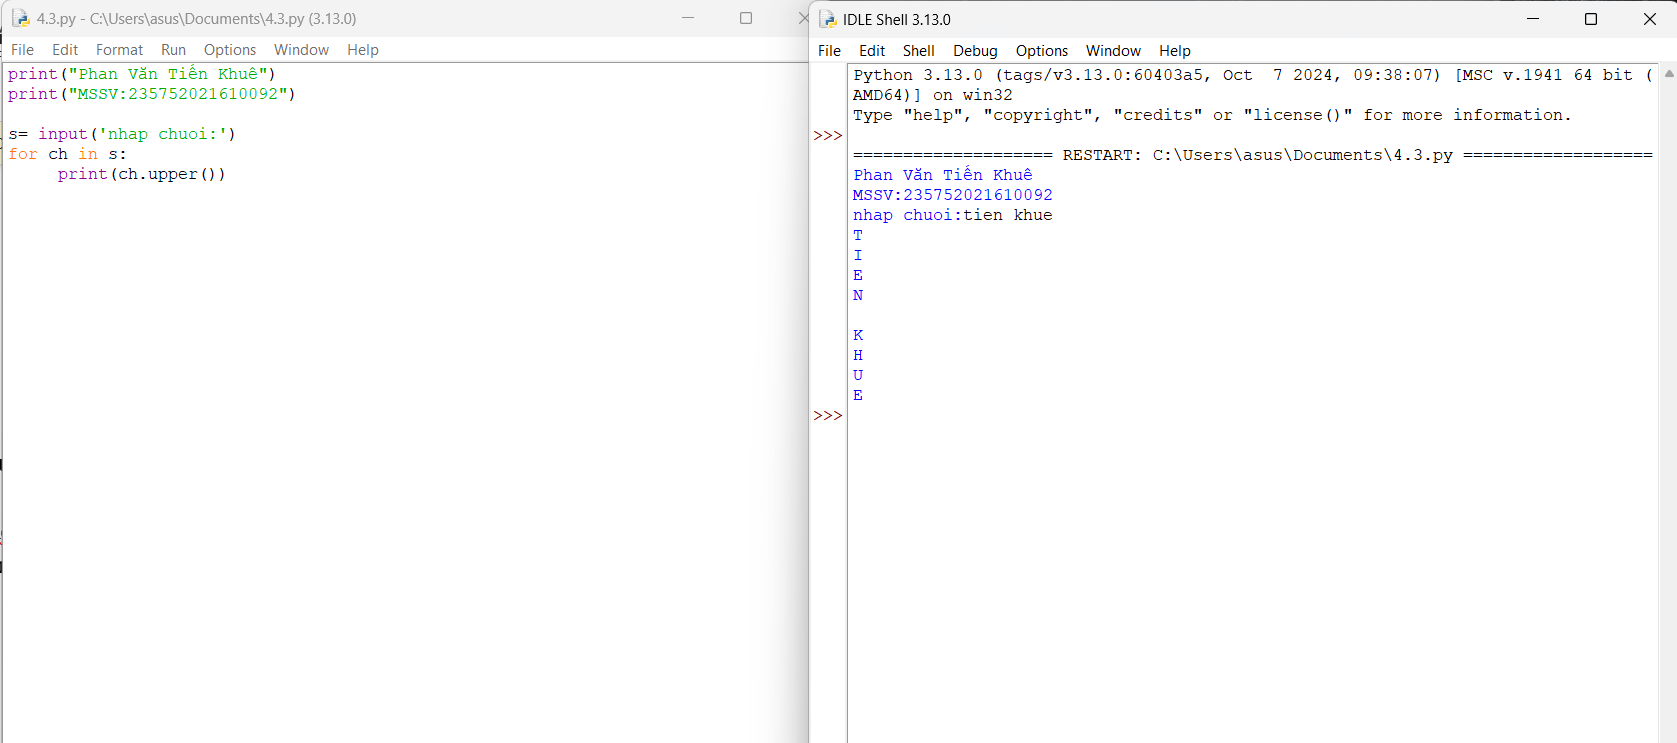 4.3.py - C:\Users\asus\Documents\4.3.py (3.13.0)
File Edit Format Run Options Window Help
print("Phan Văn Tiến Khuê")
print("MSSV:235752021610092")
s= input('nhap chuoi:')
for ch in s:
     print(ch.upper())
IDLE Shell 3.13.0
File Edit Shell Debug Options Window Help
Python 3.13.0 (tags/v3.13.0:60403a5, Oct  7 2024, 09:38:07) [MSC v.1941 64 bit (
AMD64)] on win32
Type "help", "copyright", "credits" or "license()" for more information.
>>>
==================== RESTART: C:\Users\asus\Documents\4.3.py ===================
Phan Văn Tiến Khuê
MSSV:235752021610092
nhap chuoi:tien khue
T
I
E
N
K
H
U
E
>>>